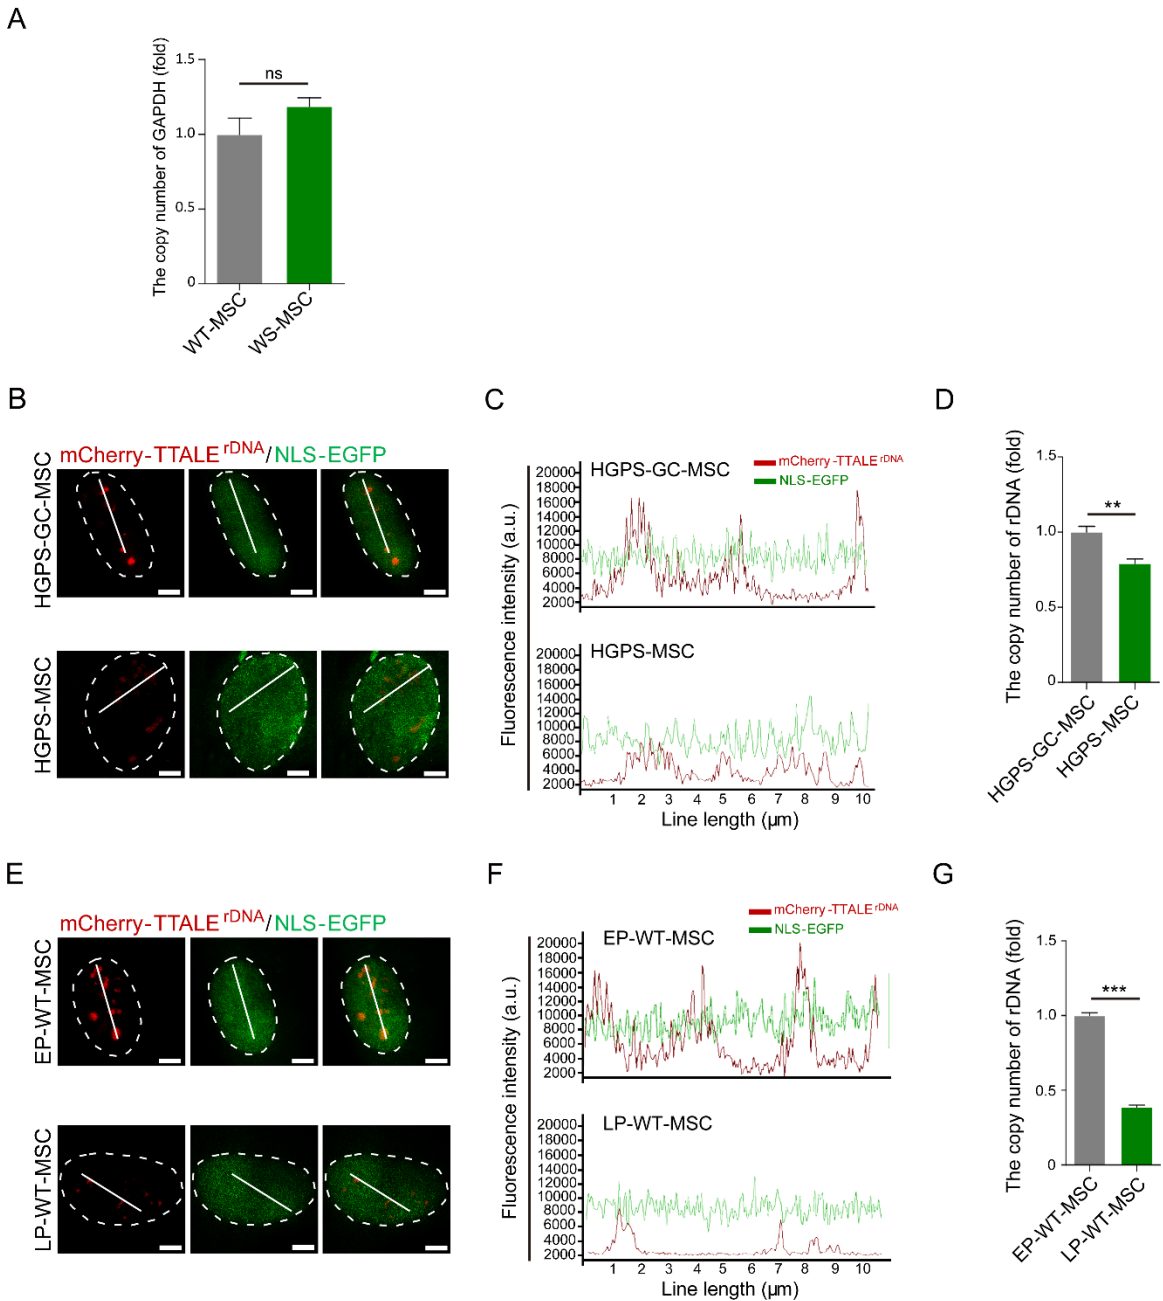 A
The copy number of GAPDH (fold)
1.5
1.0
0.5
0
ns
WT-MSC
WS-MSC
B
mCherry-TTALE rDNA/NLS-EGFP
HGPS-GC-MSC
HGPS-MSC
C
Fluorescence intensity (a.u.)
HGPS-GC-MSC
mCherry-TTALE rDNA
NLS-EGFP
20000
18000
16000
14000
12000
10000
8000
6000
4000
2000
HGPS-MSC
20000
18000
16000
14000
12000
10000
8000
6000
4000
2000
1 2 3 4 5 6 7 8 9 10
Line length (µm)
D
The copy number of rDNA (fold)
1.5
1.0
0.5
0
**
HGPS-GC-MSC
HGPS-MSC
E
mCherry-TTALE rDNA/NLS-EGFP
EP-WT-MSC
LP-WT-MSC
F
Fluorescence intensity (a.u.)
mCherry-TTALE rDNA
NLS-EGFP
EP-WT-MSC
20000
18000
16000
14000
12000
10000
8000
6000
4000
2000
LP-WT-MSC
20000
18000
16000
14000
12000
10000
8000
6000
4000
2000
1 2 3 4 5 6 7 8 9 10
Line length (µm)
G
The copy number of rDNA (fold)
1.5
1.0
0.5
0
***
EP-WT-MSC
LP-WT-MSC